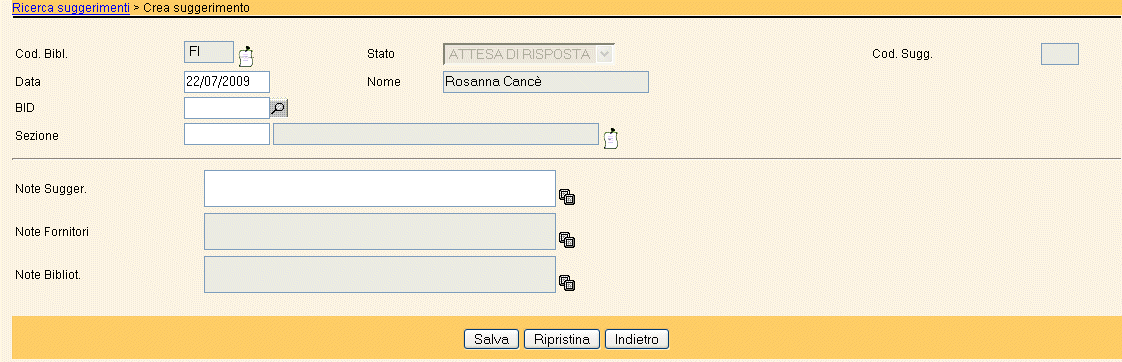 Ricerca suggerimenti > Crea suggerimento
Cod. Bibl. FI Stato ATTESA DI RISPOSTA Cod. Sugg.
Data 22/07/2009 Nome Rosanna Cancè
BID
Sezione
Note Sugger.
Note Fornitori
Note Bibliot.
Salva Ripristina Indietro